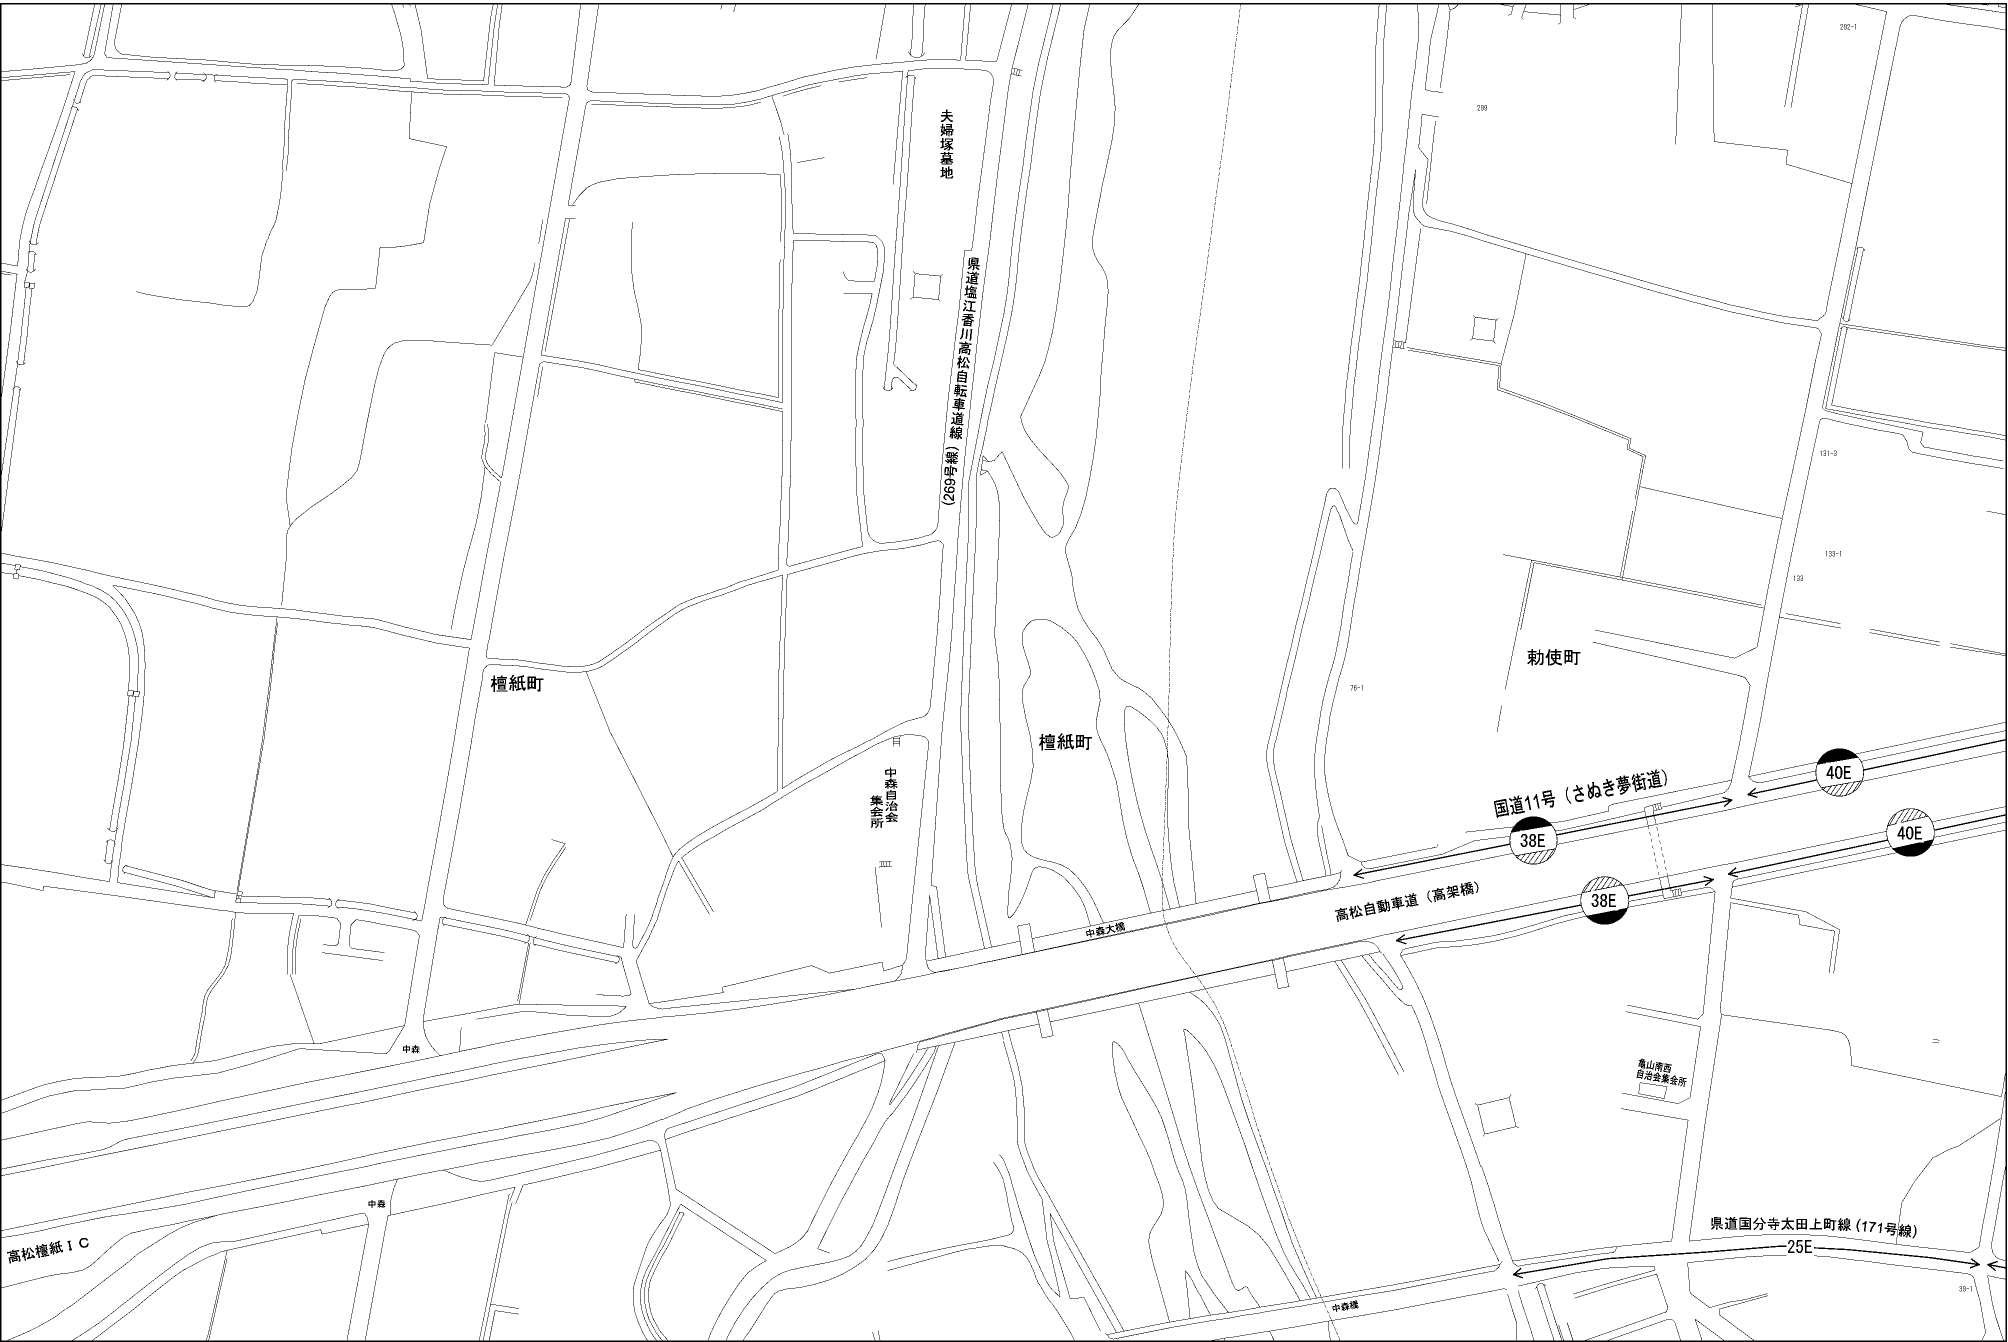 292-1
299
夫婦塚墓地
県道塩江香川高松自転車道線
(269号線)
131-3
133-1
133
勅使町
76-1
檀紙町
檀紙町
中森自治会
集会所
国道11号（さぬき夢街道）
40E
38E
40E
38E
高松自動車道（高架橋）
中森大橋
中森
亀山南西
自治会集会所
中森
高松檀紙ＩＣ
県道国分寺太田上町線(171号線)
25E
39-1
中森橋